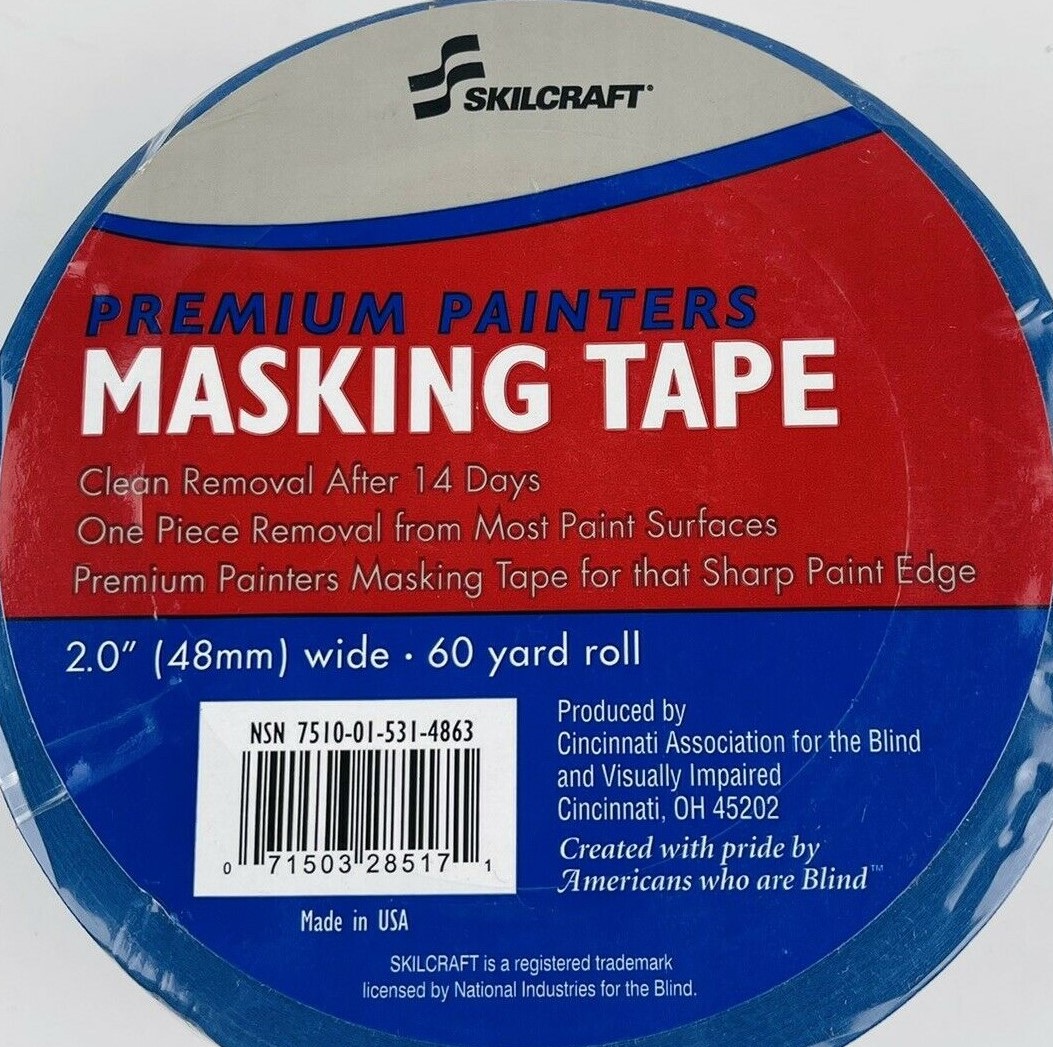 SKILCRAFT®
PREMIUM PAINTERS
MASKING TAPE
Clean Removal After 14 Days
One Piece Removal from Most Paint Surfaces
Premium Painters Masking Tape for that Sharp Paint Edge
2.0” (48mm) wide · 60 yard roll
NSN 7510-01-531-4863
0 71503 28517 1
Made in USA
Produced by
Cincinnati Association for the Blind
and Visually Impaired
Cincinnati, OH 45202
Created with pride by
Americans who are Blind™
SKILCRAFT is a registered trademark
licensed by National Industries for the Blind.